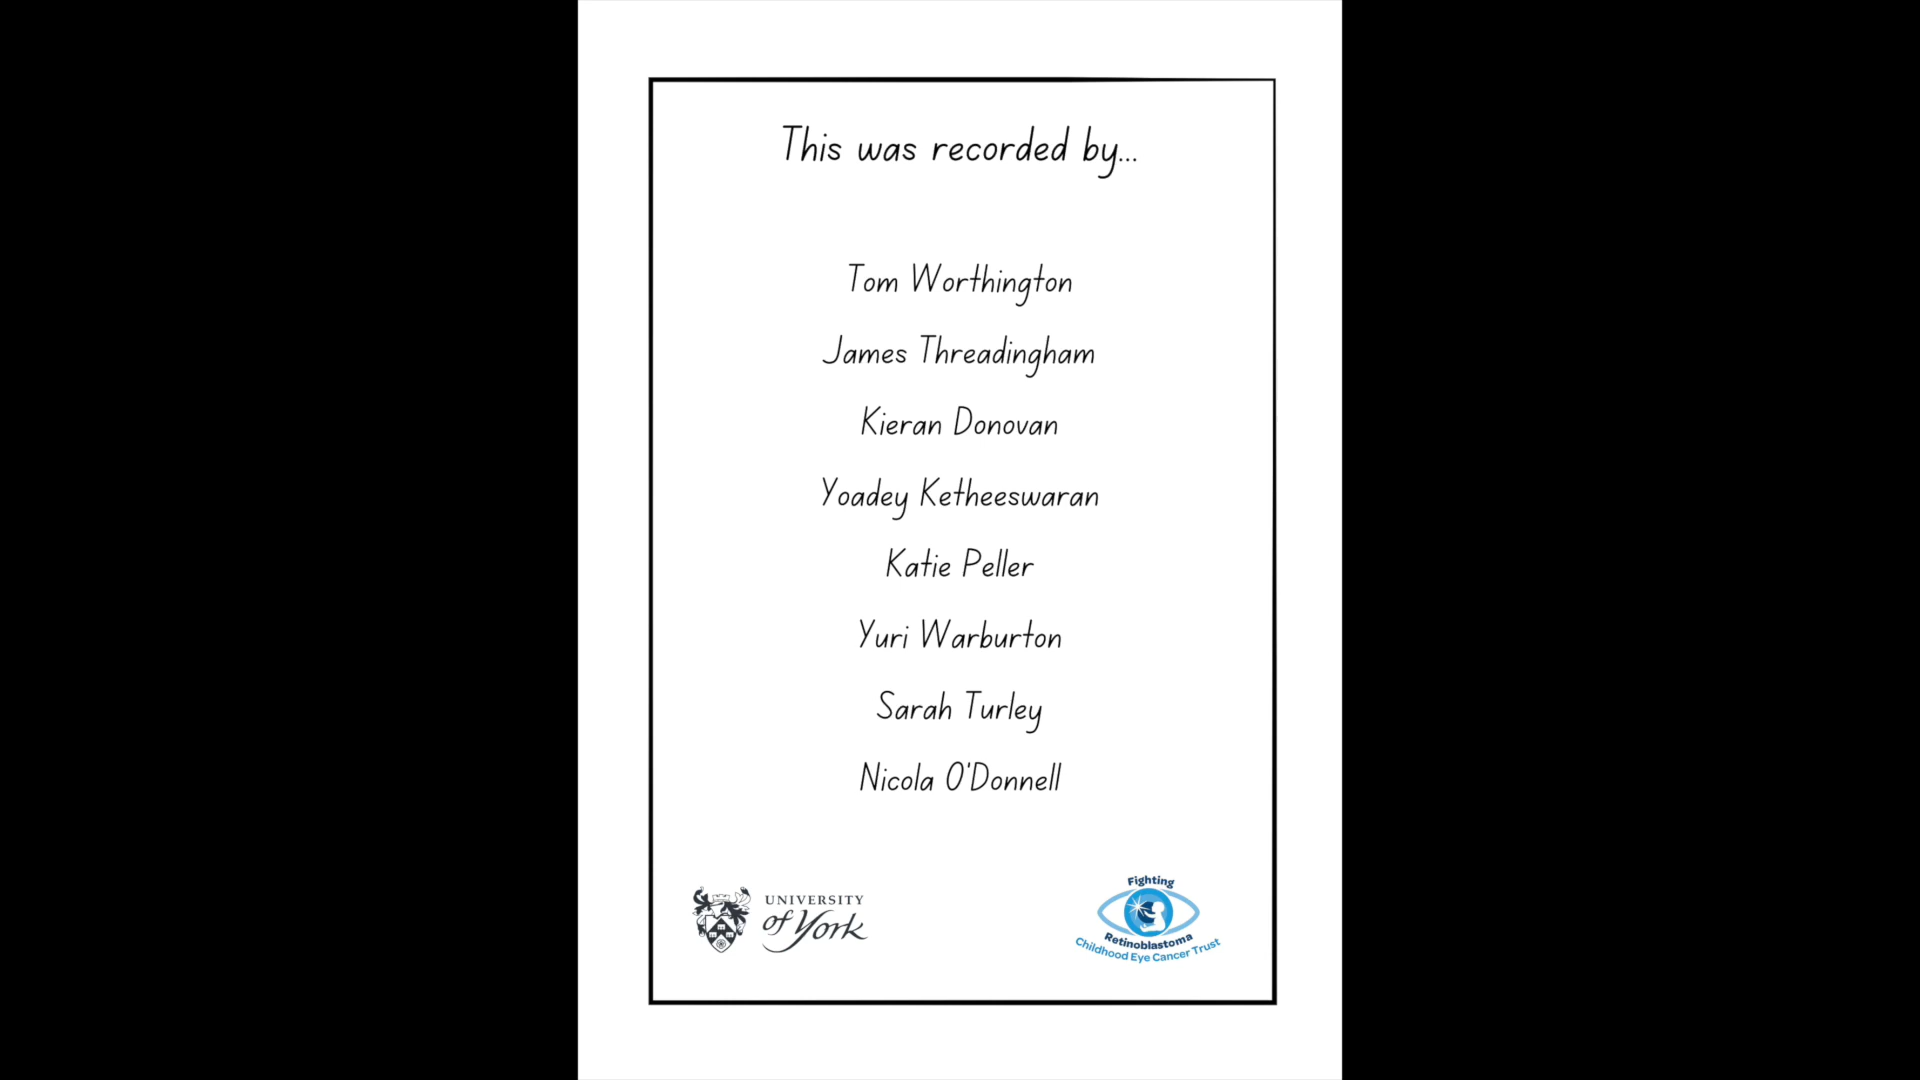 This was recorded by...
Tom Worthington
James Threadingham
Kieran Donovan
Yoadey Ketheeswaran
Katie Peller
Yuri Warburton
Sarah Turley
Nicola O'Donnell
UNIVERSITY
of York
Fighting
Retinoblastoma
Childhood Eye Cancer Trust